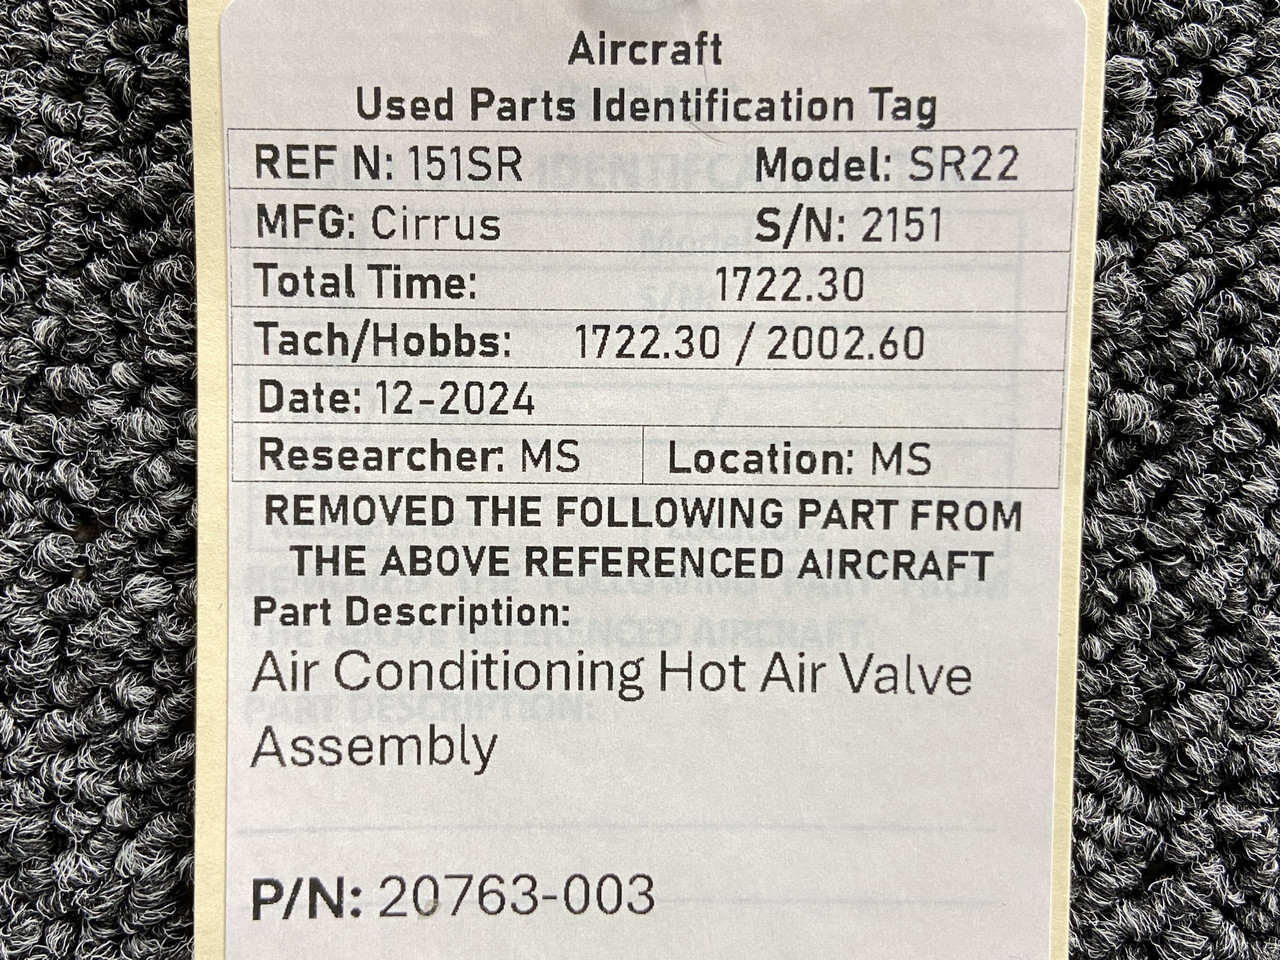 Aircraft
Used Parts Identification Tag
REF N: 151SR Model: SR22
MFG: Cirrus S/N: 2151
Total Time: 1722.30
Tach/Hobbs: 1722.30 / 2002.60
Date: 12-2024
Researcher: MS Location: MS
REMOVED THE FOLLOWING PART FROM
THE ABOVE REFERENCED AIRCRAFT
Part Description:
Air Conditioning Hot Air Valve
Assembly
P/N: 20763-003